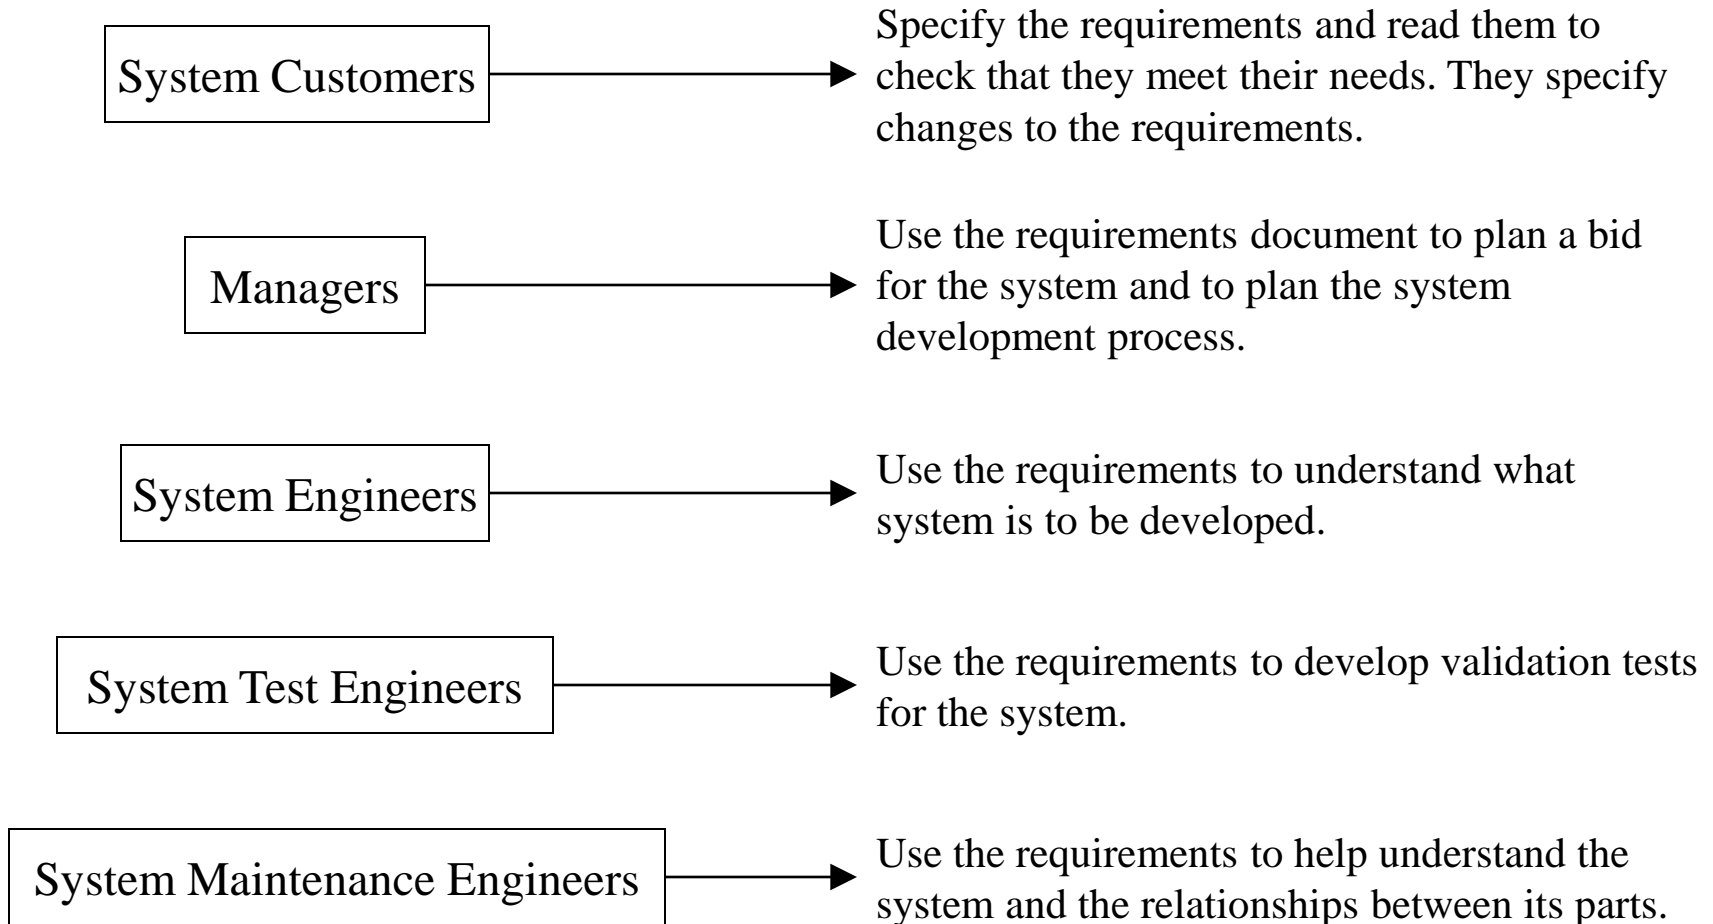 System Customers
Specify the requirements and read them to
check that they meet their needs. They specify
changes to the requirements.
Managers
Use the requirements document to plan a bid
for the system and to plan the system
development process.
System Engineers
Use the requirements to understand what
system is to be developed.
System Test Engineers
Use the requirements to develop validation tests
for the system.
System Maintenance Engineers
Use the requirements to help understand the
system and the relationships between its parts.